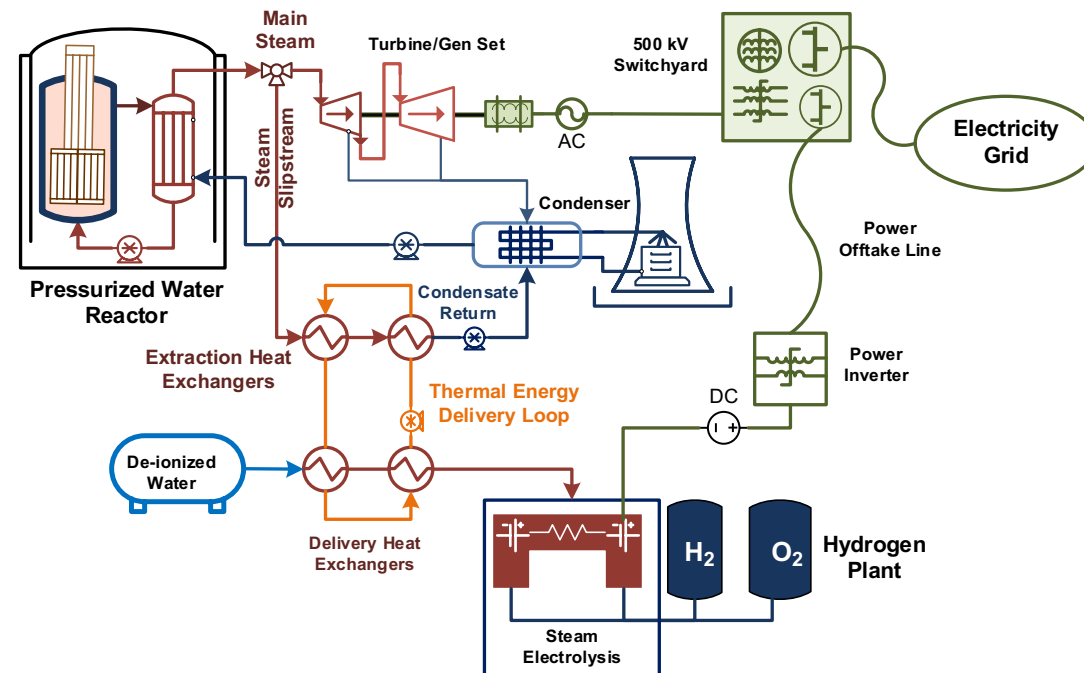 Main
Steam
Turbine/Gen Set
500 kV
Switchyard
AC
Electricity
Grid
Steam
Slipstream
Condenser
Power
Offtake Line
Pressurized Water
Reactor
Condensate
Return
Extraction Heat
Exchangers
Power
Inverter
Thermal Energy
Delivery Loop
DC
De-ionized
Water
Delivery Heat
Exchangers
H2
O2
Hydrogen
Plant
Steam
Electrolysis